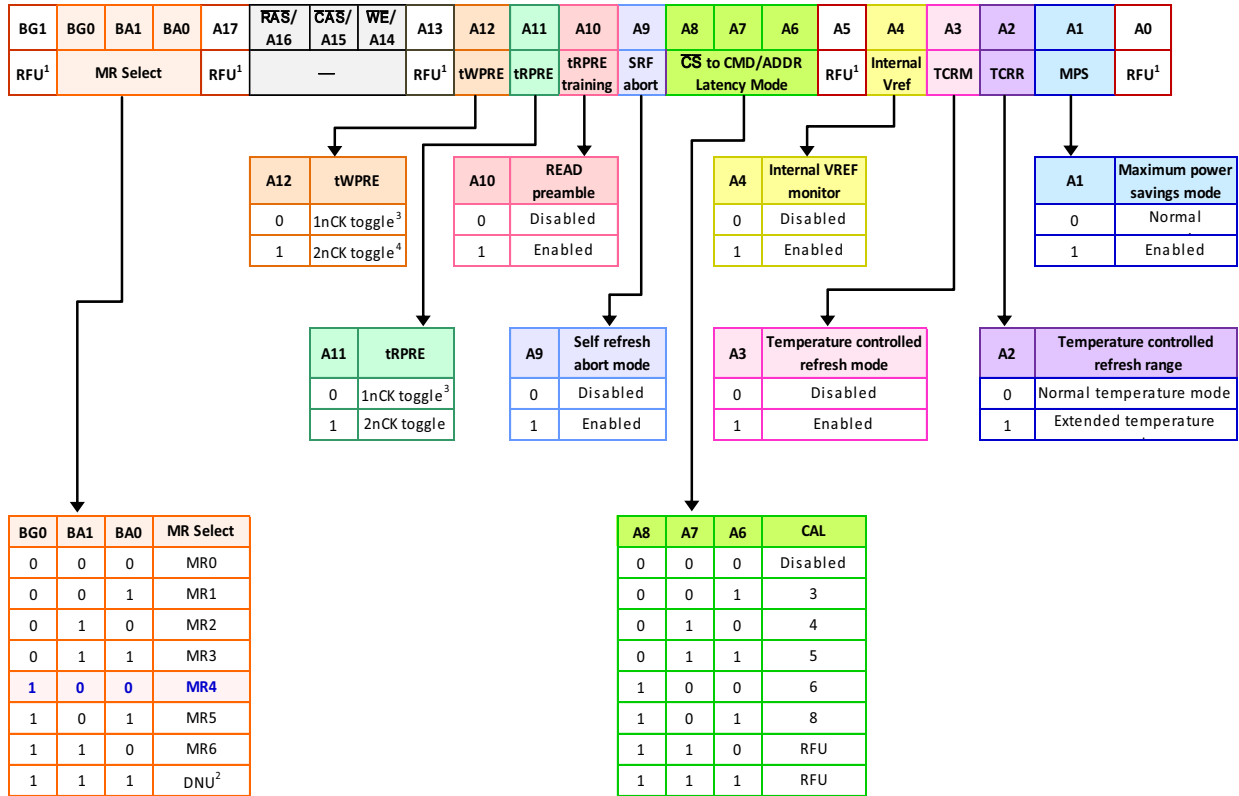 BG1 BG0 BA1 BA0 A17 RAS/ A16 CAS/ A15 WE/ A14 A13 A12 A11 A10 A9 A8 A7 A6 A5 A4 A3 A2 A1 A0
RFU1 MR Select RFU1 — RFU1 tWPRE tRPRE tRPRE training SRF abort CS to CMD/ADDR Latency Mode RFU1 Internal Vref TCRM TCRR MPS RFU1
A12 tWPRE
0 1nCK toggle3
1 2nCK toggle4
A10 READ preamble
0 Disabled
1 Enabled
A4 Internal VREF monitor
0 Disabled
1 Enabled
A1 Maximum power savings mode
0 Normal
1 Enabled
A11 tRPRE
0 1nCK toggle3
1 2nCK toggle
A9 Self refresh abort mode
0 Disabled
1 Enabled
A3 Temperature controlled refresh mode
0 Disabled
1 Enabled
A2 Temperature controlled refresh range
0 Normal temperature mode
1 Extended temperature
BG0 BA1 BA0 MR Select
0 0 0 MR0
0 0 1 MR1
0 1 0 MR2
0 1 1 MR3
1 0 0 MR4
1 0 1 MR5
1 1 0 MR6
1 1 1 DNU2
A8 A7 A6 CAL
0 0 0 Disabled
0 0 1 3
0 1 0 4
0 1 1 5
1 0 0 6
1 0 1 8
1 1 0 RFU
1 1 1 RFU